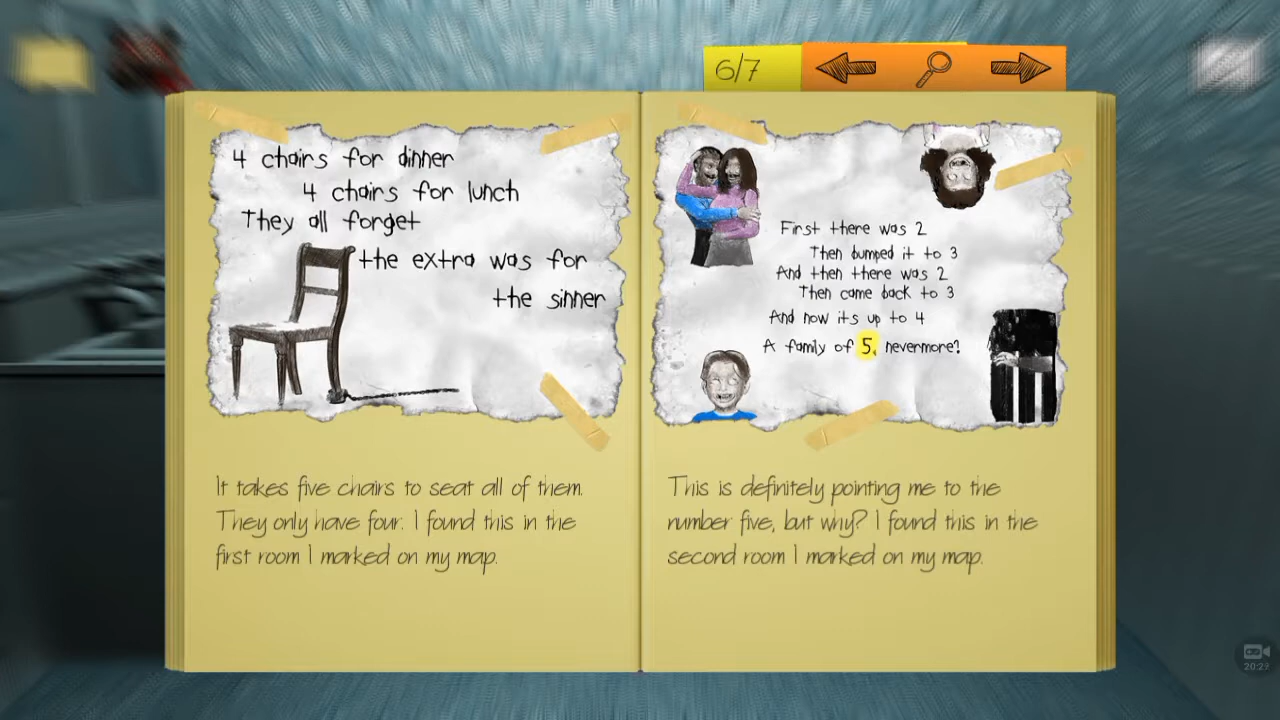 6/7
4 chairs for dinner
4 chairs for lunch
They all forget
the extra was for
the sinner
It takes five chairs to seat all of them.
They only have four. I found this in the
first room I marked on my map.
First there was 2
Then bumped it to 3
And then there was 2
Then came back to 3
And now its up to 4
A family of 5, nevermore?
This is definitely pointing me to the
number five, but why? I found this in the
second room I marked on my map.